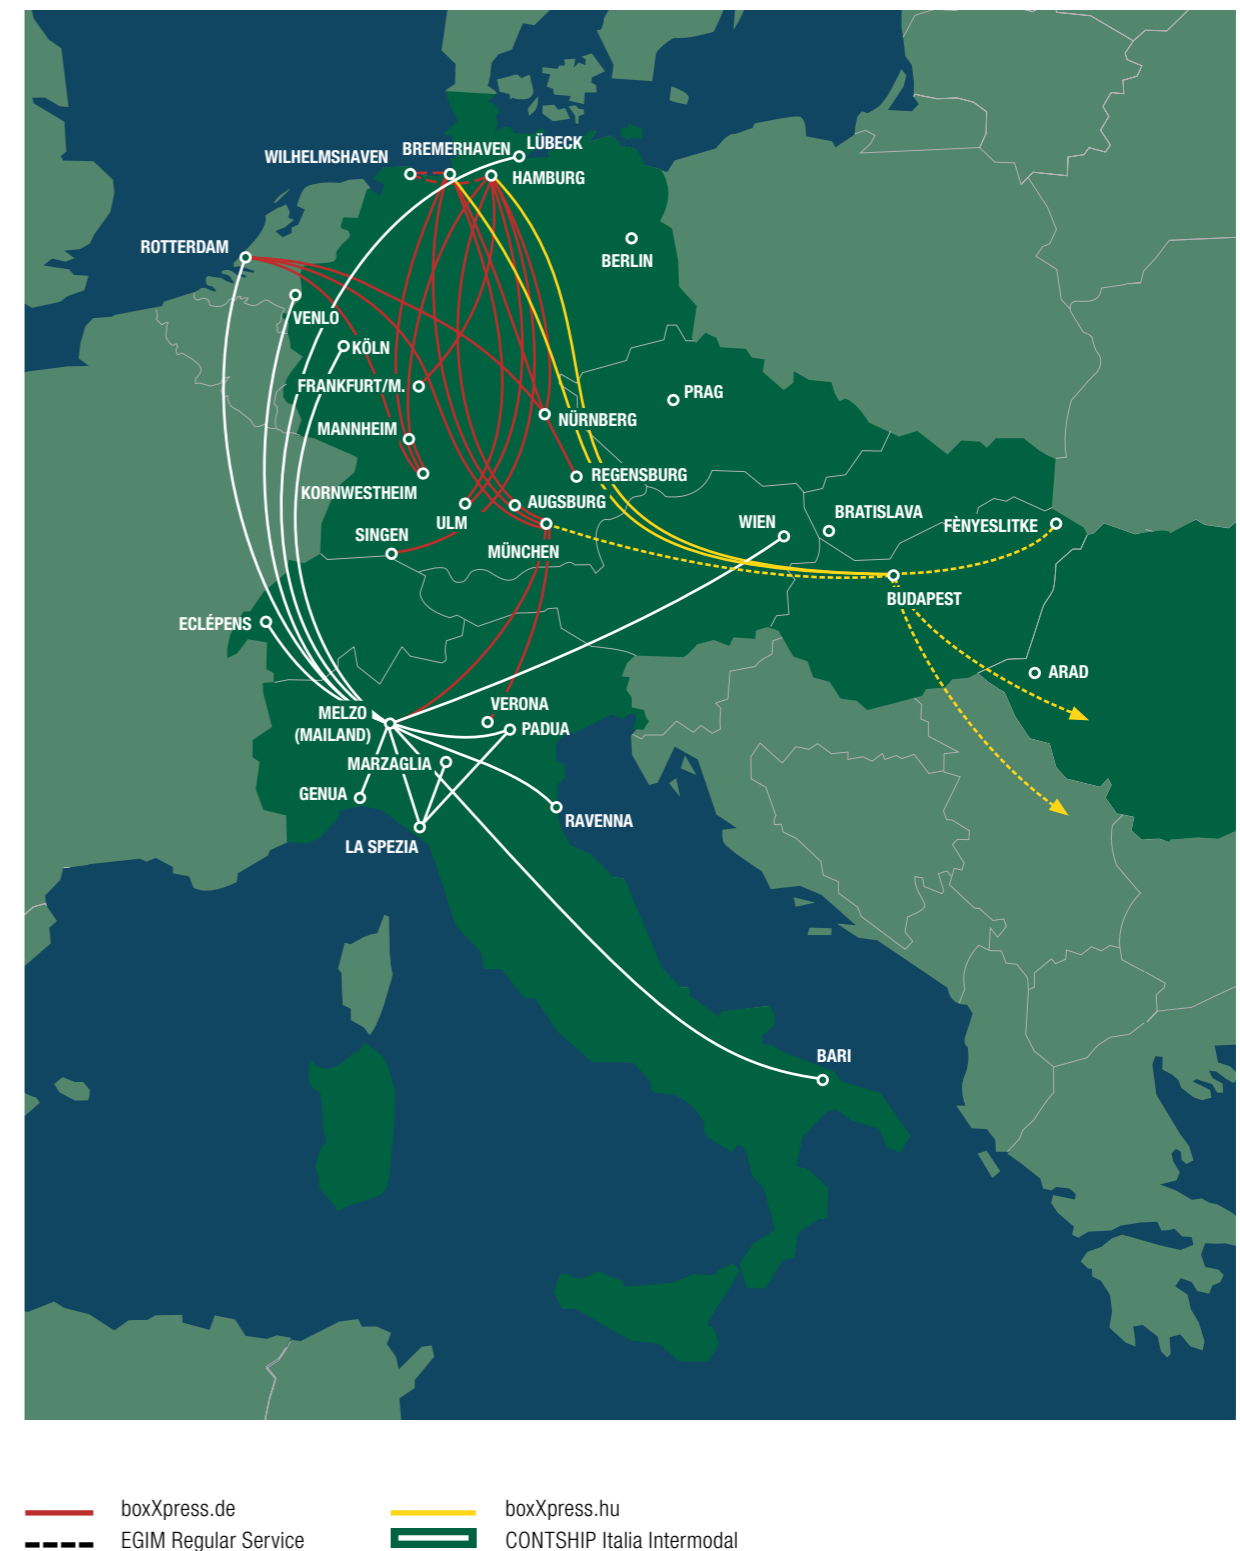 LÜBECK
BREMERHAVEN
WILHELMSHAVEN
HAMBURG
ROTTERDAM
BERLIN
VENLO
KÖLN
FRANKFURT/M.
PRAG
NÜRNBERG
MANNHEIM
REGENSBURG
KORNWESTHEIM
AUGSBURG
BRATISLAVA
WIEN
ULM
FÈNYESLITKE
SINGEN
MÜNCHEN
BUDAPEST
ECLÉPENS
ARAD
VERONA
MELZO
(MAILAND)
PADUA
MARZAGLIA
GENUA
RAVENNA
LA SPEZIA
BARI
boxXpress.de
EGIM Regular Service
boxXpress.hu
CONTSHIP Italia Intermodal